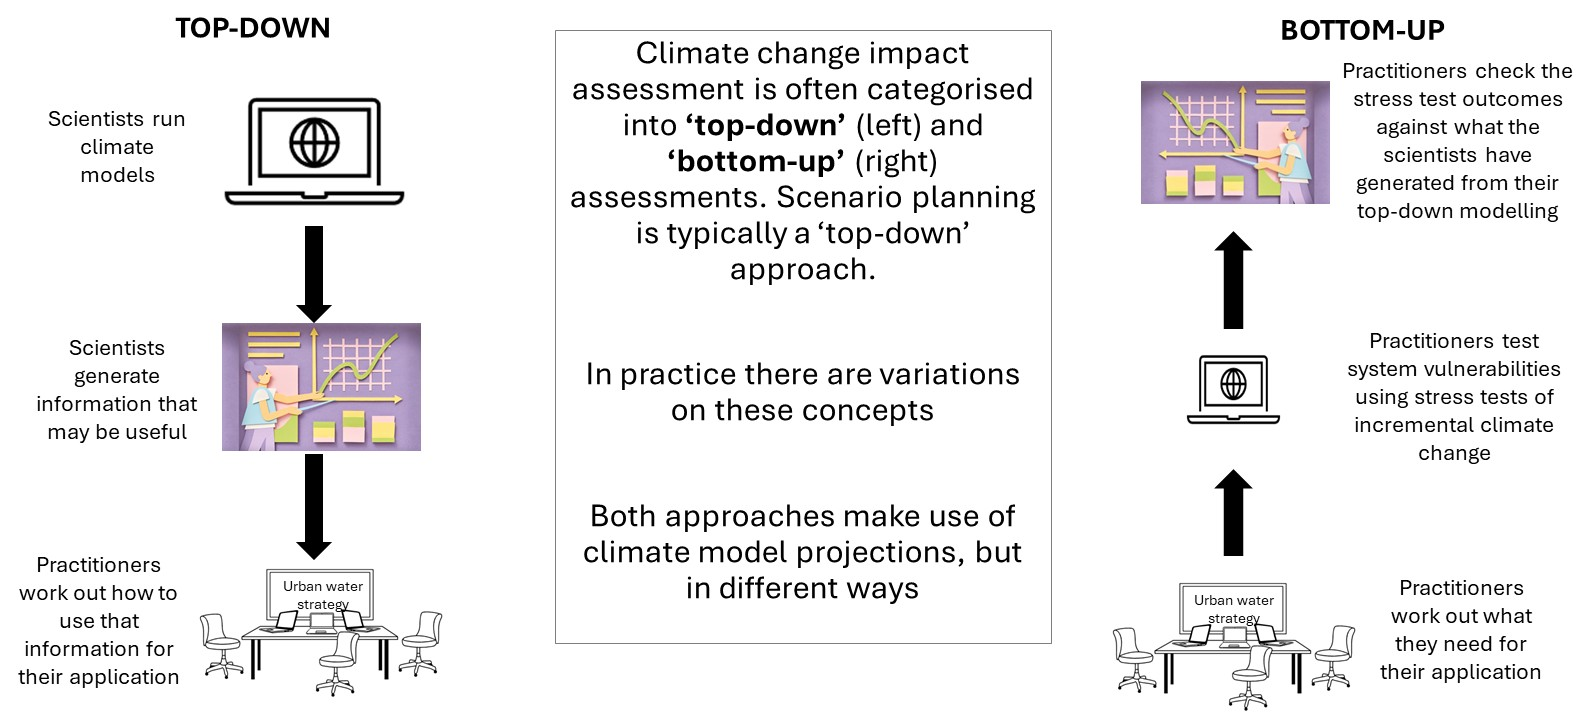 TOP-DOWN
Scientists run
climate
models
Scientists
generate
information that
may be useful
Practitioners
work out how to
use that
information for
their application
Urban water
strategy
Climate change impact
assessment is often categorised
into ‘top-down’ (left) and
‘bottom-up’ (right)
assessments. Scenario planning
is typically a ‘top-down’
approach.
In practice there are variations
on these concepts
Both approaches make use of
climate model projections, but
in different ways
BOTTOM-UP
Practitioners check the
stress test outcomes
against what the
scientists have
generated from their
top-down modelling
Practitioners test
system vulnerabilities
using stress tests of
incremental climate
change
Urban water
strategy
Practitioners
work out what
they need for
their application